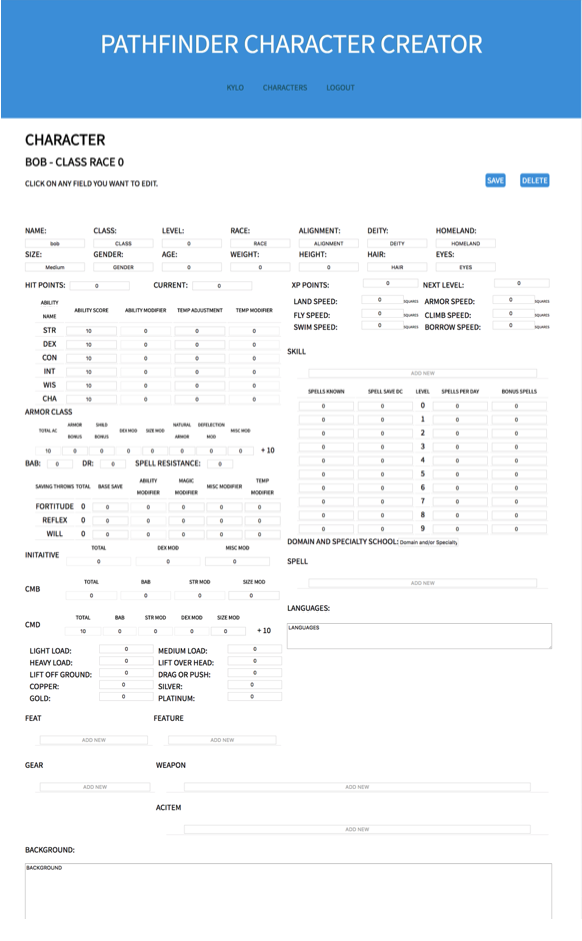 PATHFINDER CHARACTER CREATOR
KYLO CHARACTERS LOGOUT
CHARACTER
BOB - CLASS RACE 0
CLICK ON ANY FIELD YOU WANT TO EDIT.
SAVE DELETE
NAME: CLASS: LEVEL: RACE: ALIGNMENT: DEITY: HOMELAND:
bob CLASS 0 RACE ALIGNMENT DEITY HOMELAND
SIZE: GENDER: AGE: WEIGHT: HEIGHT: HAIR: EYES:
Medium GENDER 0 0 0 HAIR EYES
HIT POINTS: 0 CURRENT: 0
ABILITY NAME ABILITY SCORE ABILITY MODIFIER TEMP ADJUSTMENT TEMP MODIFIER
STR 10 0 0 0
DEX 10 0 0 0
CON 10 0 0 0
INT 10 0 0 0
WIS 10 0 0 0
CHA 10 0 0 0
ARMOR CLASS
TOTAL AC ARMOR BONUS SHILD BONUS DEX MOD SIZE MOD NATURAL ARMOR DEFELECTION MOD MISC MOD
10 0 0 0 0 0 0 0 + 10
BAB: 0 DR: 0 SPELL RESISTANCE: 0
SAVING THROWS TOTAL BASE SAVE ABILITY MODIFIER MAGIC MODIFIER MISC MODIFIER TEMP MODIFIER
FORTITUDE 0 0 0 0 0 0
REFLEX 0 0 0 0 0 0
WILL 0 0 0 0 0 0
INITAITIVE
TOTAL DEX MOD MISC MOD
0 0 0
CMB
TOTAL BAB STR MOD SIZE MOD
0 0 0 0
CMD
TOTAL BAB STR MOD DEX MOD SIZE MOD
10 0 0 0 0 + 10
LIGHT LOAD: 0 MEDIUM LOAD: 0
HEAVY LOAD: 0 LIFT OVER HEAD: 0
LIFT OFF GROUND: 0 DRAG OR PUSH: 0
COPPER: 0 SILVER: 0
GOLD: 0 PLATINUM: 0
XP POINTS: 0 NEXT LEVEL: 0
LAND SPEED: 0 SQUARES ARMOR SPEED: 0 SQUARES
FLY SPEED: 0 SQUARES CLIMB SPEED: 0 SQUARES
SWIM SPEED: 0 SQUARES BORROW SPEED: 0 SQUARES
SKILL
ADD NEW
SPELLS KNOWN SPELL SAVE DC LEVEL SPELLS PER DAY BONUS SPELLS
0 0 0 0 0
0 0 1 0 0
0 0 2 0 0
0 0 3 0 0
0 0 4 0 0
0 0 5 0 0
0 0 6 0 0
0 0 7 0 0
0 0 8 0 0
0 0 9 0 0
DOMAIN AND SPECIALTY SCHOOL: Domain and/or Specialty
SPELL
ADD NEW
LANGUAGES:
LANGUAGES
FEAT FEATURE
ADD NEW ADD NEW
GEAR WEAPON
ADD NEW ADD NEW
ACITEM
ADD NEW
BACKGROUND:
BACKGROUND